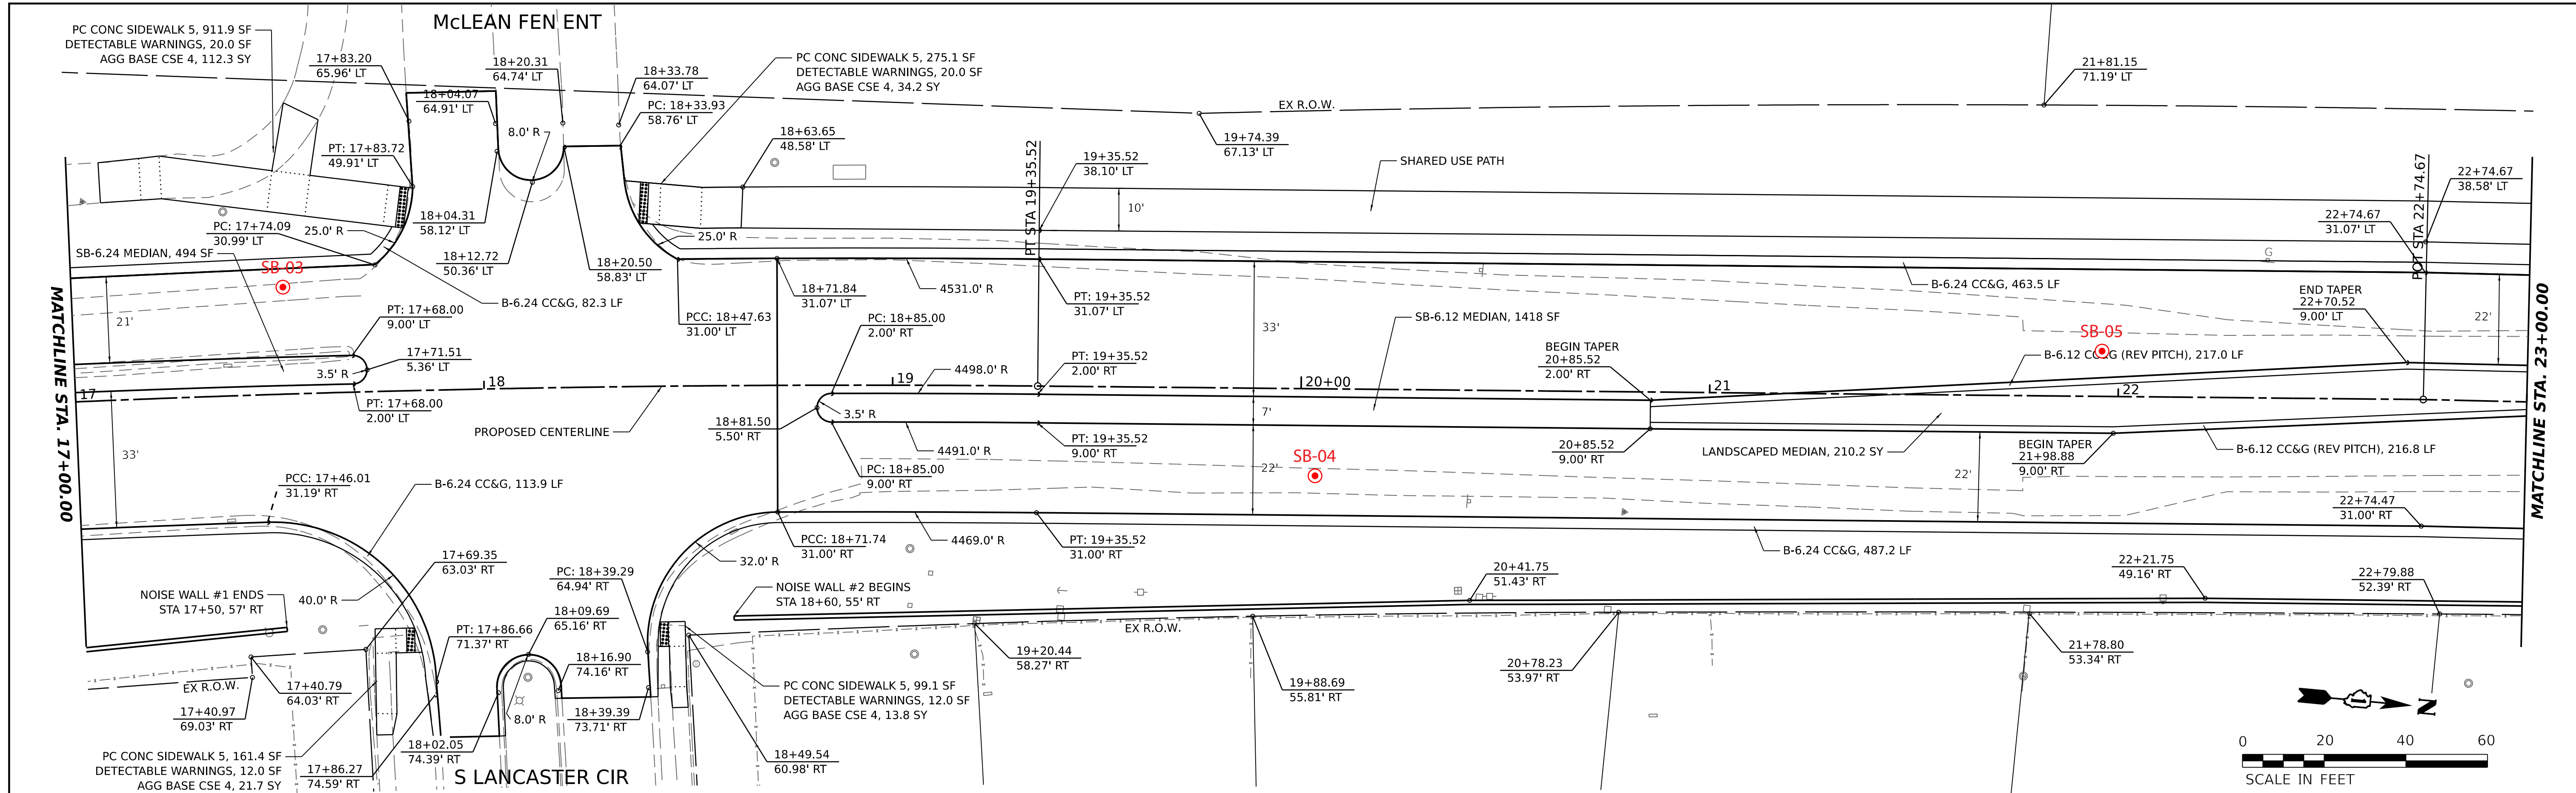 McLEAN FEN ENT
PC CONC SIDEWALK 5, 911.9 SF
DETECTABLE WARNINGS, 20.0 SF
AGG BASE CSE 4, 112.3 SY
17+83.20
65.96' LT
18+04.07
64.91' LT
18+20.31
64.74' LT
18+33.78
64.07' LT
PC: 18+33.93
58.76' LT
PC CONC SIDEWALK 5, 275.1 SF
DETECTABLE WARNINGS, 20.0 SF
AGG BASE CSE 4, 34.2 SY
8.0' R
18+63.65
48.58' LT
EX R.O.W.
19+74.39
67.13' LT
21+81.15
71.19' LT
PT: 17+83.72
49.91' LT
PT STA 19+35.52
19+35.52
38.10' LT
SHARED USE PATH
POT STA 22+74.67
22+74.67
38.58' LT
22+74.67
31.07' LT
10'
18+04.31
58.12' LT
PC: 17+74.09
30.99' LT
25.0' R
25.0' R
18+12.72
50.36' LT
18+20.50
58.83' LT
SB-6.24 MEDIAN, 494 SF
SB-03
G
MATCHLINE STA. 17+00.00
21'
B-6.24 CC&G, 82.3 LF
PCC: 18+47.63
31.00' LT
18+71.84
31.07' LT
4531.0' R
PT: 19+35.52
31.07' LT
B-6.24 CC&G, 463.5 LF
END TAPER
22+70.52
9.00' LT
22'
MATCHLINE STA. 23+00.00
PT: 17+68.00
9.00' LT
17+71.51
5.36' LT
3.5' R
PC: 18+85.00
2.00' RT
33'
SB-6.12 MEDIAN, 1418 SF
BEGIN TAPER
20+85.52
2.00' RT
SB-05
B-6.12 CC&G (REV PITCH), 217.0 LF
PT: 19+35.52
2.00' RT
4498.0' R
17
18
19
20+00
21
22
PT: 17+68.00
2.00' LT
PROPOSED CENTERLINE
18+81.50
5.50' RT
3.5' R
7'
4491.0' R
PT: 19+35.52
9.00' RT
PC: 18+85.00
9.00' RT
SB-04
22'
20+85.52
9.00' RT
LANDSCAPED MEDIAN, 210.2 SY
BEGIN TAPER
21+98.88
9.00' RT
22'
B-6.12 CC&G (REV PITCH), 216.8 LF
33'
PCC: 17+46.01
31.19' RT
B-6.24 CC&G, 113.9 LF
22+74.47
31.00' RT
PCC: 18+71.74
31.00' RT
4469.0' R
PT: 19+35.52
31.00' RT
B-6.24 CC&G, 487.2 LF
32.0' R
17+69.35
63.03' RT
PC: 18+39.29
64.94' RT
NOISE WALL #1 ENDS
STA 17+50, 57' RT
40.0' R
NOISE WALL #2 BEGINS
STA 18+60, 55' RT
20+41.75
51.43' RT
22+21.75
49.16' RT
22+79.88
52.39' RT
18+09.69
65.16' RT
PT: 17+86.66
71.37' RT
EX R.O.W.
18+16.90
74.16' RT
19+20.44
58.27' RT
20+78.23
53.97' RT
21+78.80
53.34' RT
EX R.O.W.
17+40.79
64.03' RT
17+40.97
69.03' RT
8.0' R
18+39.39
73.71' RT
PC CONC SIDEWALK 5, 99.1 SF
DETECTABLE WARNINGS, 12.0 SF
AGG BASE CSE 4, 13.8 SY
19+88.69
55.81' RT
18+02.05
74.39' RT
18+49.54
60.98' RT
PC CONC SIDEWALK 5, 161.4 SF
DETECTABLE WARNINGS, 12.0 SF
AGG BASE CSE 4, 21.7 SY
17+86.27
74.59' RT
S LANCASTER CIR
N
0 20 40 60
SCALE IN FEET